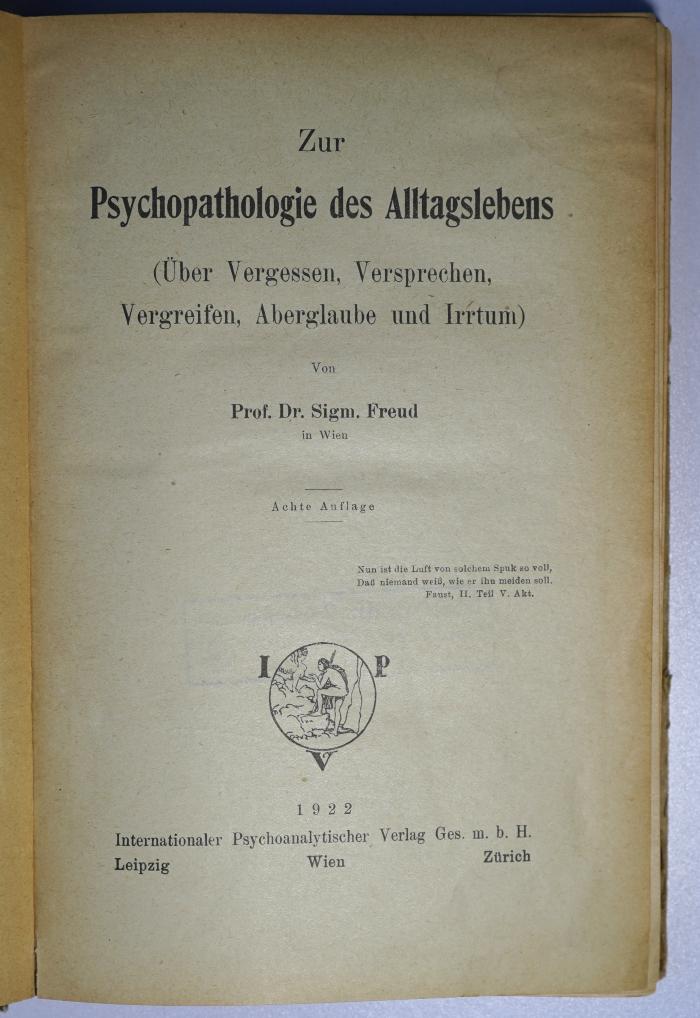 Zur
Psychopathologie des Alltagslebens
(Über Vergessen, Versprechen,
Vergreifen, Aberglaube und Irrtum)
Von
Prof. Dr. Sigm. Freud
in Wien
Achte Auflage
Nun ist die Luft von solchem Spuk so voll,
Daß niemand weiß, wie er ihn meiden soll.
Faust, II. Teil V. Akt.
I P
V
1922
Internationaler Psychoanalytischer Verlag Ges. m. b. H.
Leipzig Wien Zürich